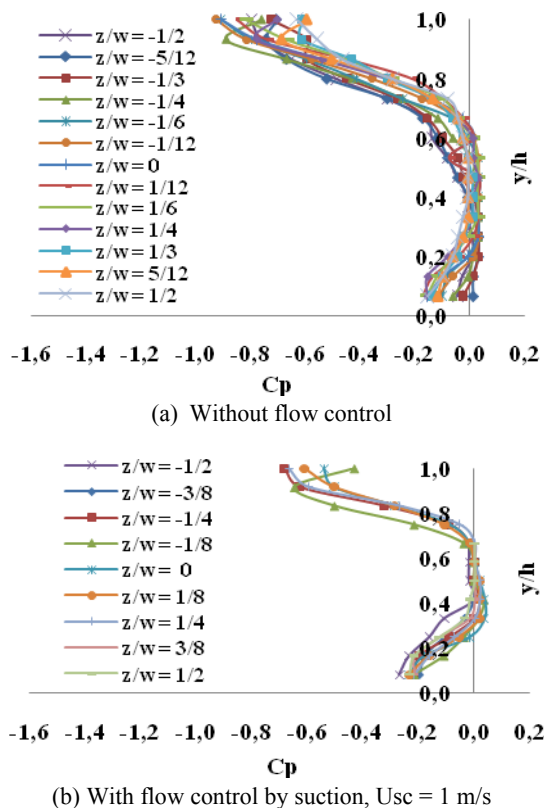 z/w = -1/2
z/w = -5/12
z/w = -1/3
z/w = -1/4
z/w = -1/6
z/w = -1/12
z/w = 0
z/w = 1/12
z/w = 1/6
z/w = 1/4
z/w = 1/3
z/w = 5/12
z/w = 1/2
1,0
0,8
0,6
0,4
0,2
0,0
y/h
-1,6 -1,4 -1,2 -1,0 -0,8 -0,6 -0,4 -0,2 0,0 0,2
Cp
(a) Without flow control
z/w = -1/2
z/w = -3/8
z/w = -1/4
z/w = -1/8
z/w = 0
z/w = 1/8
z/w = 1/4
z/w = 3/8
z/w = 1/2
1,0
0,8
0,6
0,4
0,2
0,0
y/h
-1,6 -1,4 -1,2 -1,0 -0,8 -0,6 -0,4 -0,2 0,0 0,2
Cp
(b) With flow control by suction, Usc = 1 m/s